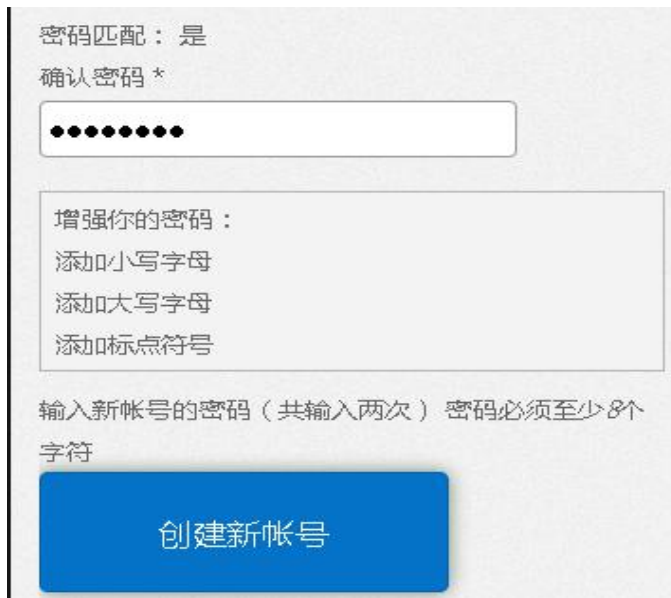 密码匹配： 是
确认密码 *
●●●●●●●●
增强你的密码：
添加小写字母
添加大写字母
添加标点符号
输入新帐号的密码（共输入两次） 密码必须至少8个
字符
创建新帐号